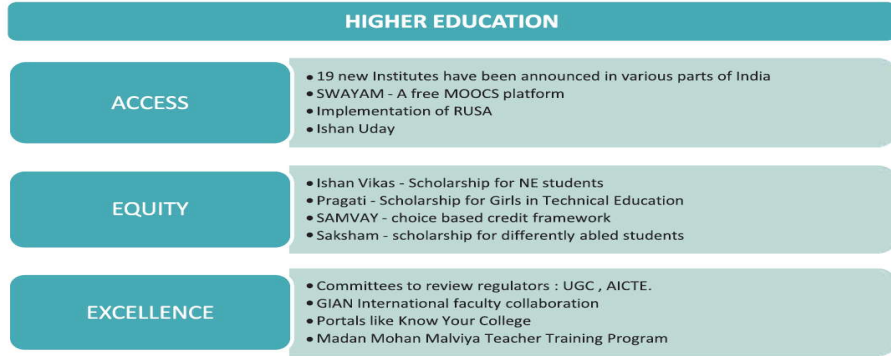 HIGHER EDUCATION
ACCESS
• 19 new Institutes have been announced in various parts of India
• SWAYAM - A free MOOCS platform
• Implementation of RUSA
• Ishan Uday
EQUITY
• Ishan Vikas - Scholarship for NE students
• Pragati - Scholarship for Girls in Technical Education
• SAMVAY - choice based credit framework
• Saksham - scholarship for differently abled students
EXCELLENCE
• Committees to review regulators : UGC , AICTE.
• GIAN International faculty collaboration
• Portals like Know Your College
• Madan Mohan Malviya Teacher Training Program